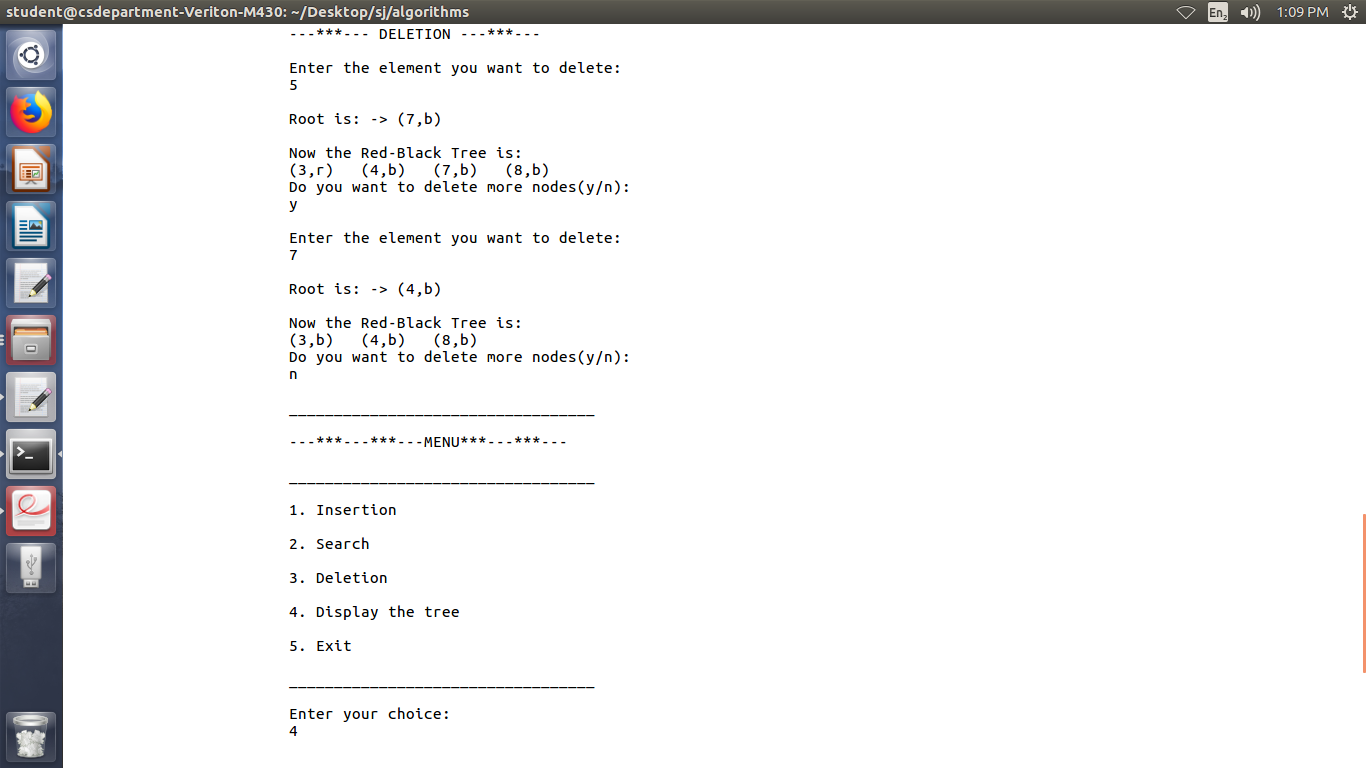 student@csdepartment-Veriton-M430: ~/Desktop/sj/algorithms
En2
1:09 PM
---***--- DELETION ---***---
Enter the element you want to delete:
5
Root is: -> (7,b)
Now the Red-Black Tree is:
(3,r)   (4,b)   (7,b)   (8,b)
Do you want to delete more nodes(y/n):
y
Enter the element you want to delete:
7
Root is: -> (4,b)
Now the Red-Black Tree is:
(3,b)   (4,b)   (8,b)
Do you want to delete more nodes(y/n):
n
__________________________________
---***---***---MENU***---***---
__________________________________
1. Insertion
2. Search
3. Deletion
4. Display the tree
5. Exit
__________________________________
Enter your choice:
4